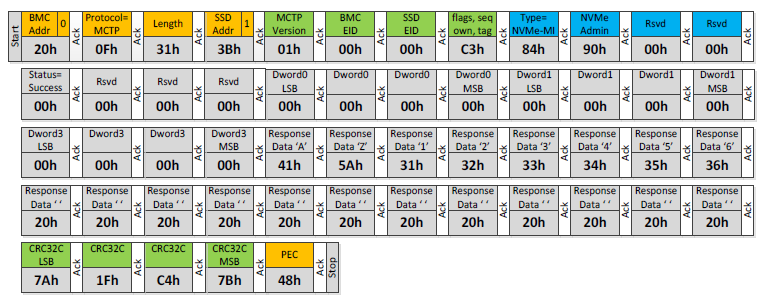 Start BMC Addr 0 Ack Protocol= MCTP Ack Length Ack SSD Addr 1 Ack MCTP Version Ack BMC EID Ack SSD EID Ack flags, seq own, tag Ack Type= NVMe-MI Ack NVMe Admin Ack Rsvd Ack Rsvd Ack
20h 0Fh 31h 3Bh 01h 00h 00h C3h 84h 90h 00h 00h
Status= Success Ack Rsvd Ack Rsvd Ack Rsvd Ack Dword0 LSB Ack Dword0 Ack Dword0 Ack Dword0 MSB Ack Dword1 LSB Ack Dword1 Ack Dword1 Ack Dword1 MSB Ack
00h 00h 00h 00h 00h 00h 00h 00h 00h 00h 00h 00h
Dword3 LSB Ack Dword3 Ack Dword3 Ack Dword3 MSB Ack Response Data ‘A’ Ack Response Data ‘Z’ Ack Response Data ‘1’ Ack Response Data ‘2’ Ack Response Data ‘3’ Ack Response Data ‘4’ Ack Response Data ‘5’ Ack Response Data ‘6’ Ack
00h 00h 00h 00h 41h 5Ah 31h 32h 33h 34h 35h 36h
Response Data ‘ ‘ Ack Response Data ‘ ‘ Ack Response Data ‘ ‘ Ack Response Data ‘ ‘ Ack Response Data ‘ ‘ Ack Response Data ‘ ‘ Ack Response Data ‘ ‘ Ack Response Data ‘ ‘ Ack Response Data ‘ ‘ Ack Response Data ‘ ‘ Ack Response Data ‘ ‘ Ack Response Data ‘ ‘ Ack
20h 20h 20h 20h 20h 20h 20h 20h 20h 20h 20h 20h
CRC32C LSB Ack CRC32C Ack CRC32C Ack CRC32C MSB Ack PEC Ack Stop
7Ah 1Fh C4h 7Bh 48h